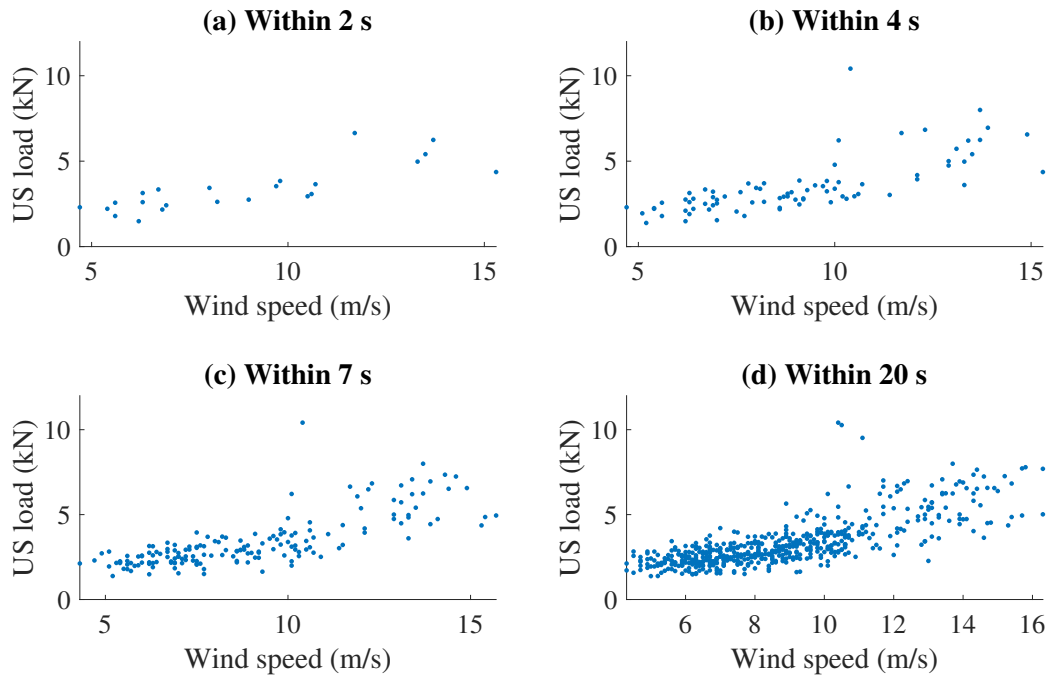 (a) Within 2 s
US load (kN)
10
5
0
5 10 15
Wind speed (m/s)
(b) Within 4 s
US load (kN)
10
5
0
5 10 15
Wind speed (m/s)
(c) Within 7 s
US load (kN)
10
5
0
5 10 15
Wind speed (m/s)
(d) Within 20 s
US load (kN)
10
5
0
6 8 10 12 14 16
Wind speed (m/s)